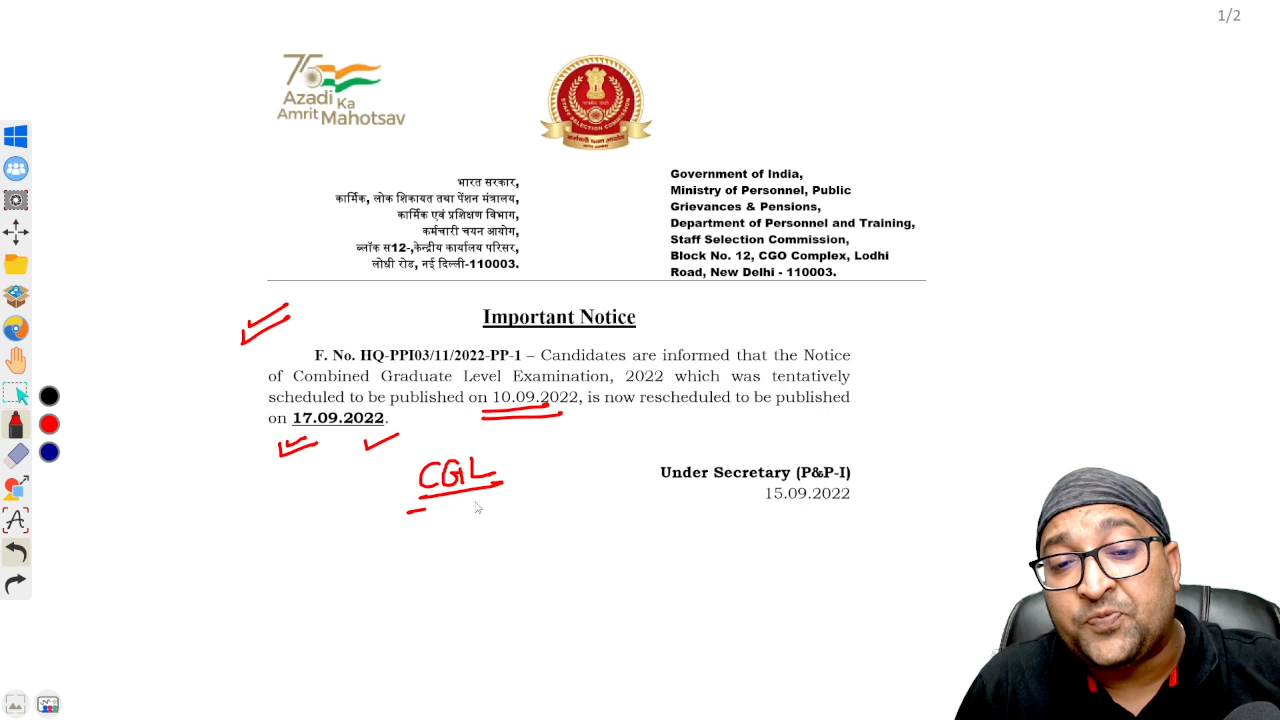 1/2
75
Azadi Ka
Amrit Mahotsav
STAFF SELECTION COMMISSION
भारत सरकार,
कार्मिक, लोक शिकायत तथा पेंशन मंत्रालय,
कार्मिक एवं प्रशिक्षण विभाग,
कर्मचारी चयन आयोग,
ब्लॉक स12-,केन्द्रीय कार्यालय परिसर,
लोधी रोड, नई दिल्ली-110003.
Government of India,
Ministry of Personnel, Public
Grievances & Pensions,
Department of Personnel and Training,
Staff Selection Commission,
Block No. 12, CGO Complex, Lodhi
Road, New Delhi - 110003.
Important Notice
F. No. HQ-PPI03/11/2022-PP-1 – Candidates are informed that the Notice
of Combined Graduate Level Examination, 2022 which was tentatively
scheduled to be published on 10.09.2022, is now rescheduled to be published
on 17.09.2022.
CGL
Under Secretary (P&P-I)
15.09.2022